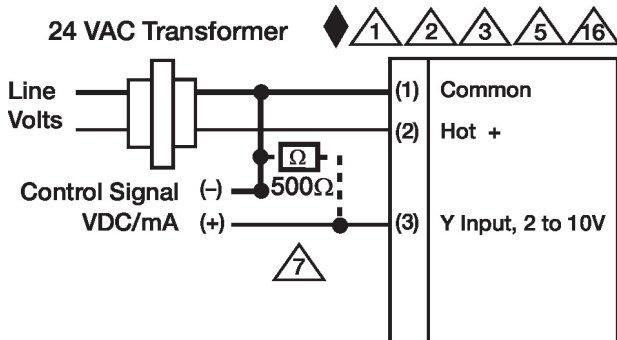 24 VAC Transformer
1 2 3 5 16
Line
Volts
(1) Common
(2) Hot +
Ω
500Ω
Control Signal (-)
VDC/mA (+)
(3) Y Input, 2 to 10V
7